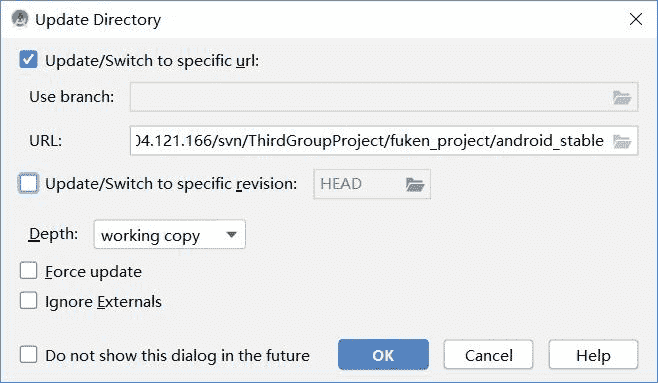 Update Directory
Update/Switch to specific url:
Use branch:
URL: 04.121.166/svn/ThirdGroupProject/fuken_project/android_stable
Update/Switch to specific revision: HEAD
Depth: working copy
Force update
Ignore Externals
Do not show this dialog in the future OK Cancel Help